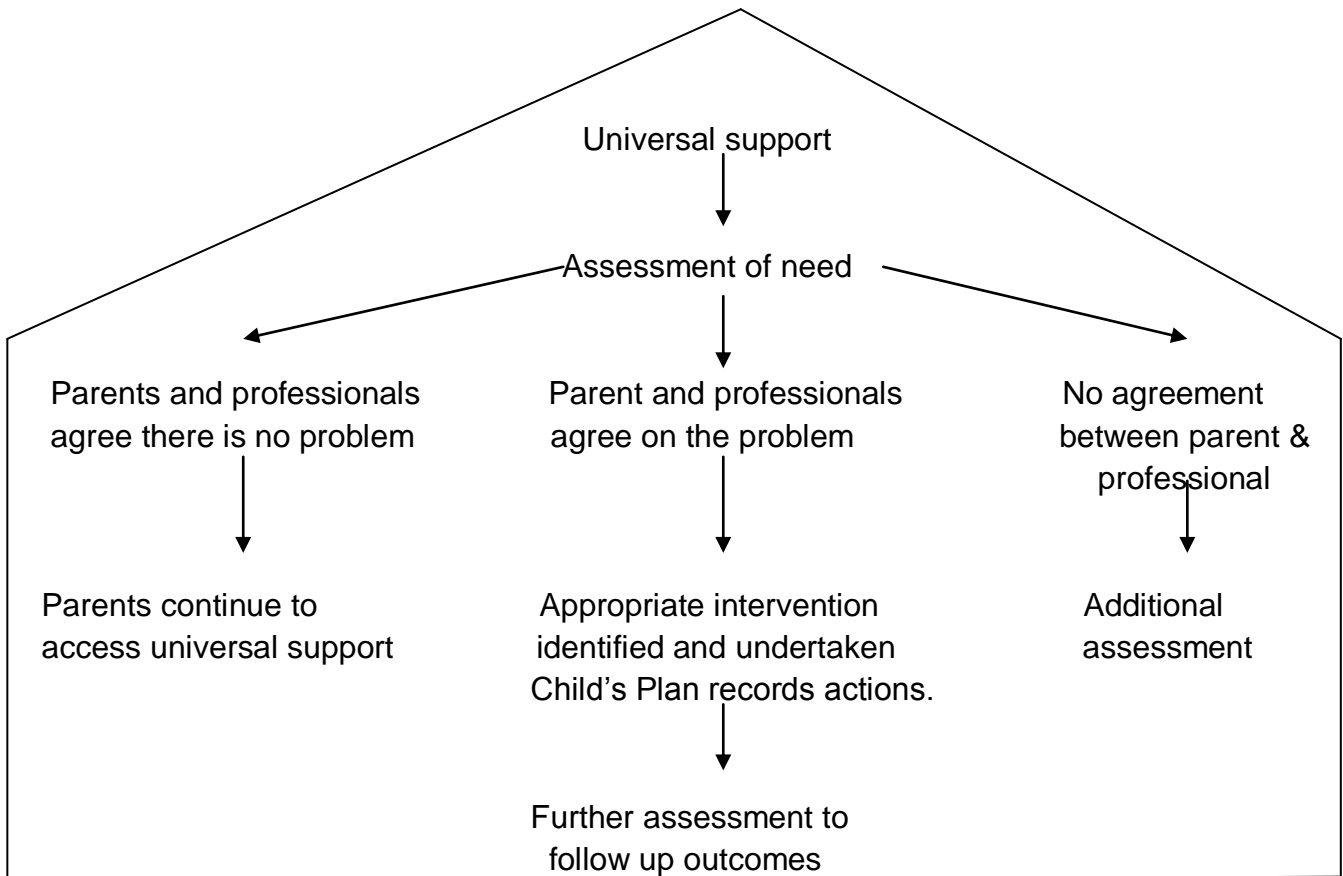 Universal support
Assessment of need
Parents and professionals
agree there is no problem
Parent and professionals
agree on the problem
No agreement
between parent &
professional
Parents continue to
access universal support
Appropriate intervention
identified and undertaken
Child’s Plan records actions.
Additional
assessment
Further assessment to
follow up outcomes